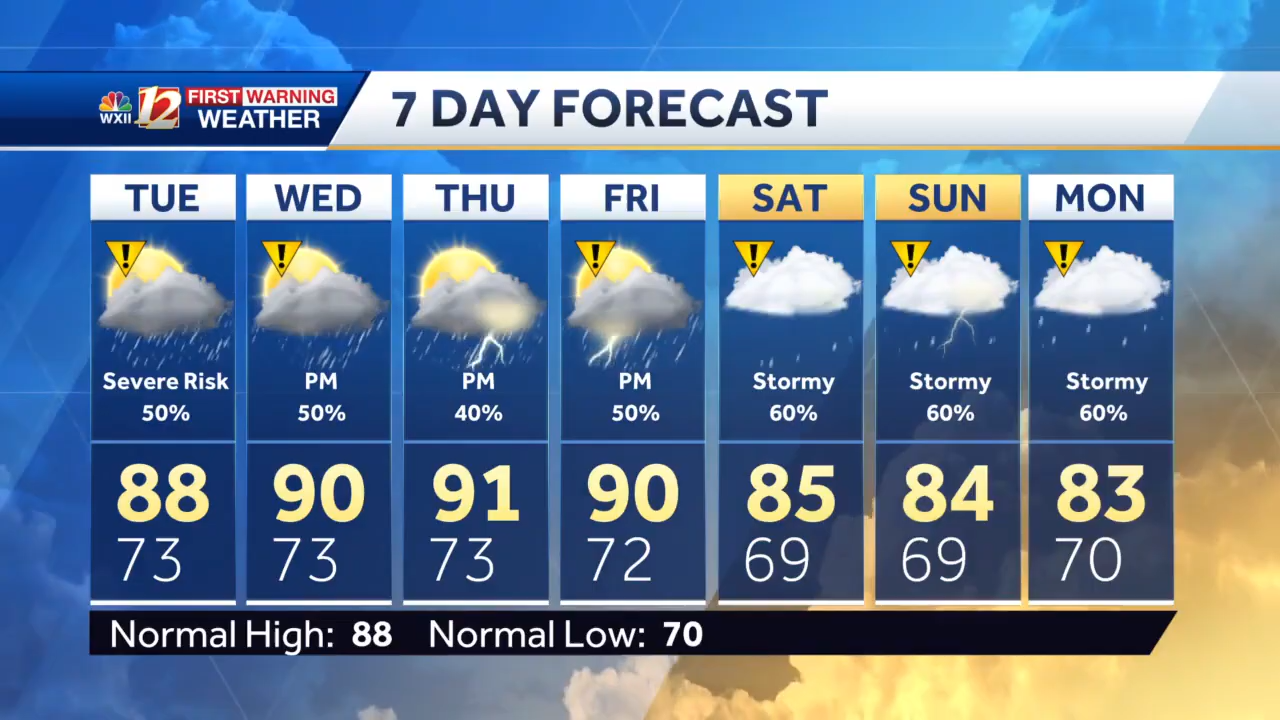 WXII 12 FIRST WARNING
WEATHER
7 DAY FORECAST
TUE WED THU FRI SAT SUN MON
! ! ! ! ! !
Severe Risk PM PM PM Stormy Stormy Stormy
50% 50% 40% 50% 60% 60% 60%
88 90 91 90 85 84 83
73 73 73 72 69 69 70
Normal High: 88 Normal Low: 70